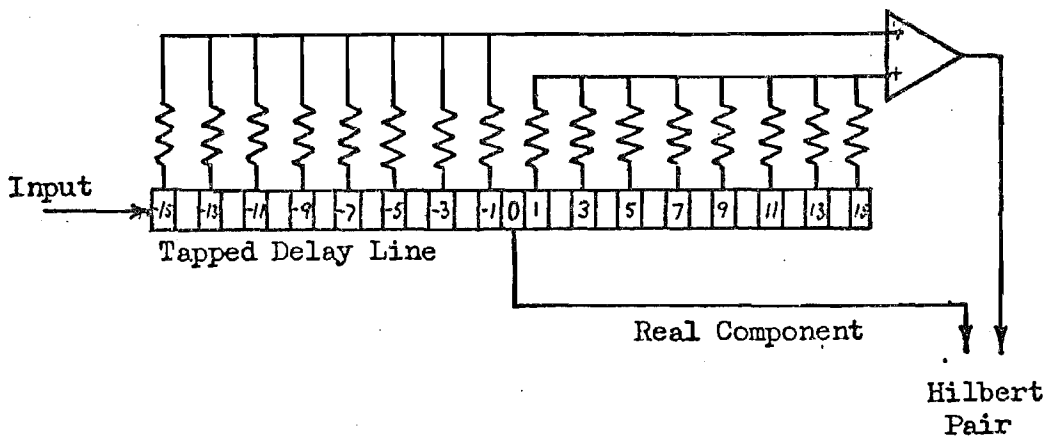 +
+
Input
-15 -13 -11 -9 -7 -5 -3 -1 0 1 3 5 7 9 11 13 15
Tapped Delay Line
Real Component
Hilbert
Pair